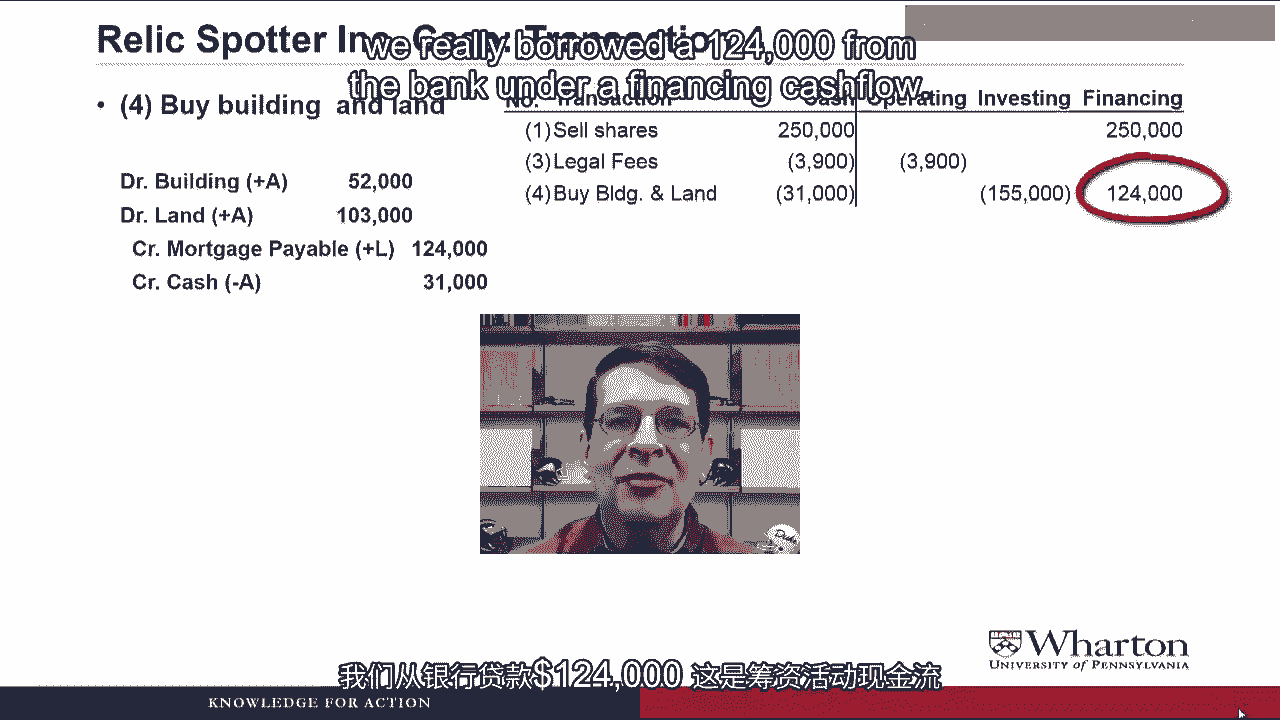 Relic Spotter Inc. Case: Transaction
we really borrowed a 124,000 from
the bank under a financing cashflow.
• (4) Buy building and land
No. Transaction Cash Operating Investing Financing
(1) Sell shares 250,000 250,000
(3) Legal Fees (3,900) (3,900)
(4) Buy Bldg. & Land (31,000) (155,000) 124,000
Dr. Building (+A) 52,000
Dr. Land (+A) 103,000
Cr. Mortgage Payable (+L) 124,000
Cr. Cash (-A) 31,000
Duke
Wharton
UNIVERSITY of PENNSYLVANIA
我们从银行贷款$124,000 这是筹资活动现金流
KNOWLEDGE FOR ACTION